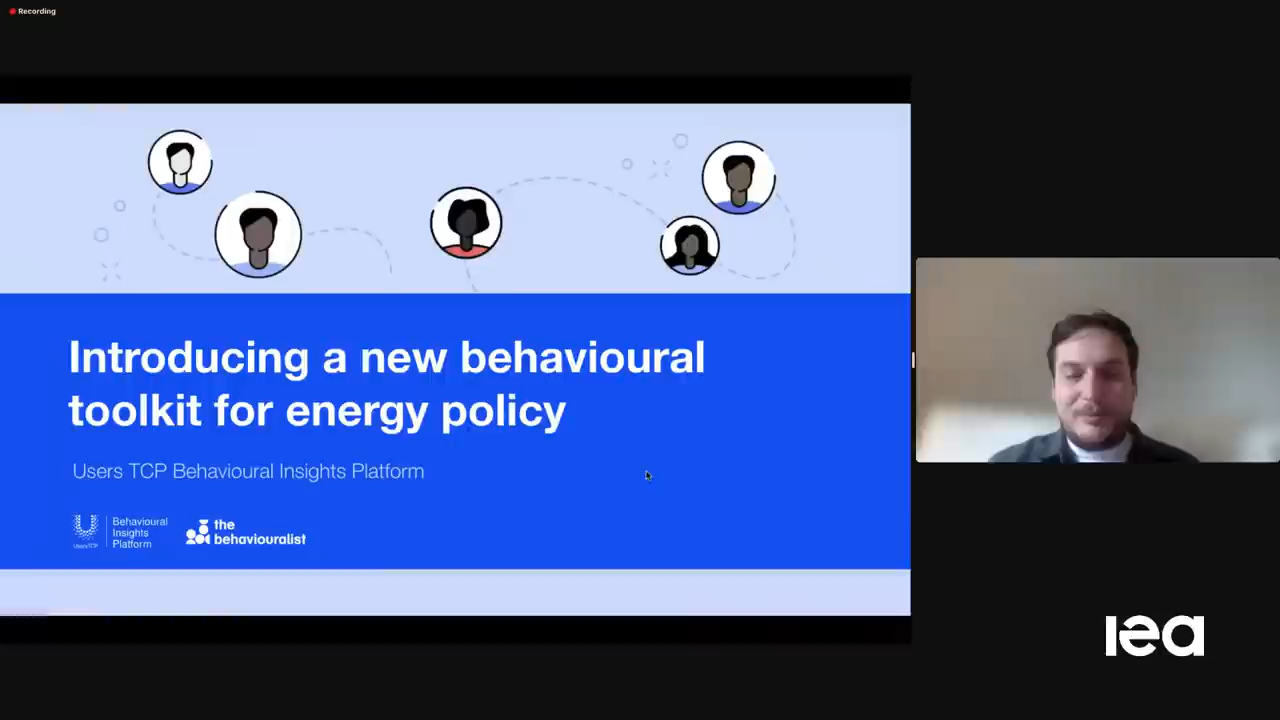 Recording
Introducing a new behavioural
toolkit for energy policy
Users TCP Behavioural Insights Platform
UsersTCP
Behavioural
Insights
Platform
the
behaviouralist
iea